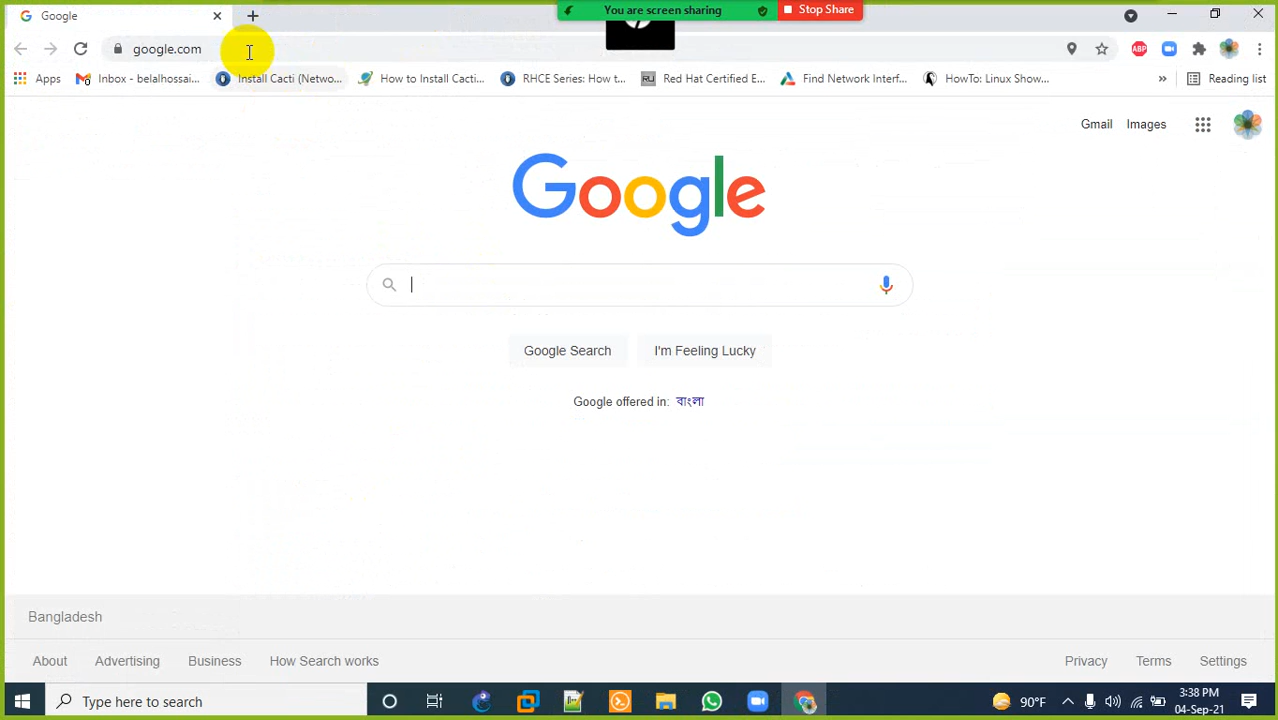 You are screen sharing
Stop Share
Google
google.com
Apps
Inbox - belalhossai...
Install Cacti (Netwo...
How to Install Cacti...
RHCE Series: How t...
Red Hat Certified E...
Find Network Interf...
HowTo: Linux Show...
»
Reading list
ABP
RU
Gmail
Images
Google
Google Search
I'm Feeling Lucky
Google offered in: বাংলা
Bangladesh
About
Advertising
Business
How Search works
Privacy
Terms
Settings
Type here to search
90°F
3:38 PM
04-Sep-21